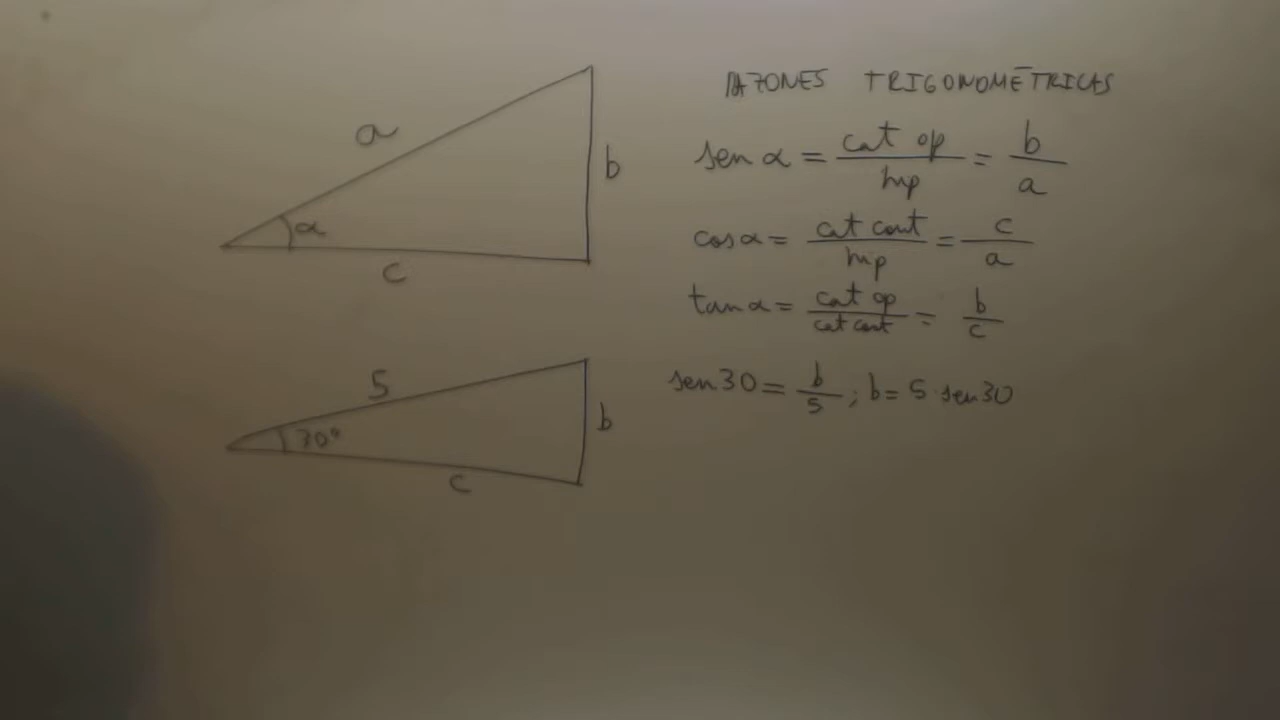 RAZONES TRIGONOMÉTRICAS
a
b
α
c
sen α = cat op / hip = b / a
cos α = cat cont / hip = c / a
tan α = cat op / cat cont = b / c
5
30°
b
c
sen 30 = b / 5 ; b = 5 · sen 30